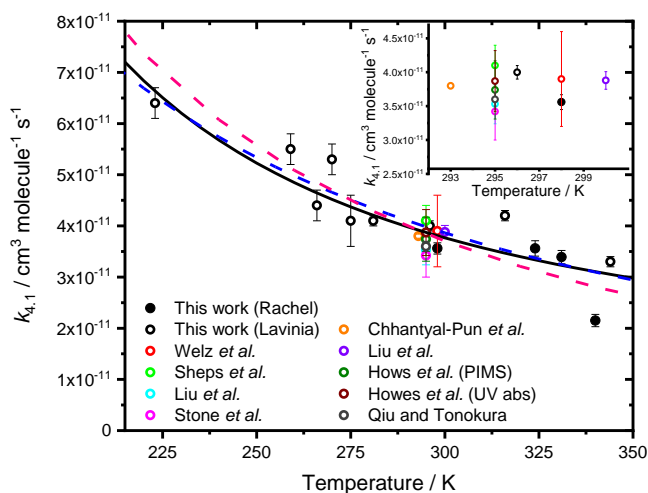 8x10⁻¹¹
7x10⁻¹¹
6x10⁻¹¹
5x10⁻¹¹
4x10⁻¹¹
3x10⁻¹¹
2x10⁻¹¹
1x10⁻¹¹
0
k4.1 / cm³ molecule⁻¹ s⁻¹
225 250 275 300 325 350
Temperature / K
4.5x10⁻¹¹
4.0x10⁻¹¹
3.5x10⁻¹¹
3.0x10⁻¹¹
2.5x10⁻¹¹
k4.1 / cm³ molecule⁻¹ s⁻¹
293 295 297 299
Temperature / K
This work (Rachel)
This work (Lavinia)
Welz et al.
Sheps et al.
Liu et al.
Stone et al.
Chhantyal-Pun et al.
Liu et al.
Hows et al. (PIMS)
Howes et al. (UV abs)
Qiu and Tonokura